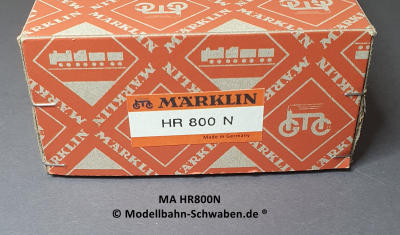 MÄRKLIN
HR 800 N
Made in Germany
MÄRKLIN
MÄRKLIN
MÄRKLIN
MÄRKLIN
MA HR800N
© Modellbahn-Schwaben.de ®